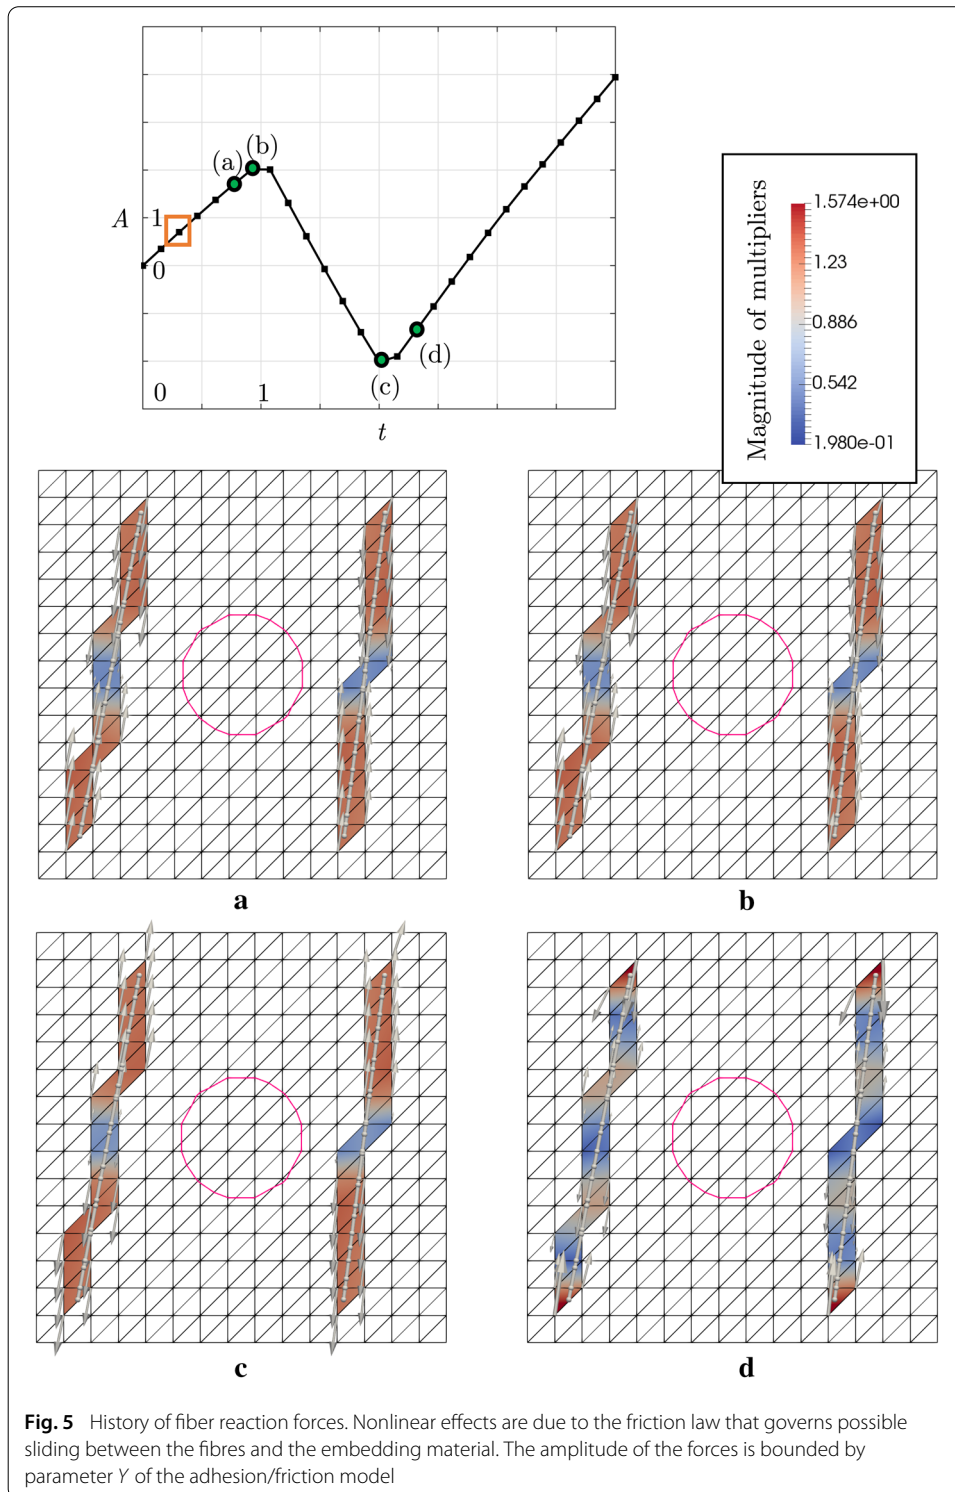 (b)
(a)
A
1
0
(d)
(c)
0 1
t
Magnitude of multipliers
1.574e+00
1.23
0.886
0.542
1.980e-01
a b
c d
Fig. 5 History of fiber reaction forces. Nonlinear effects are due to the friction law that governs possible
sliding between the fibres and the embedding material. The amplitude of the forces is bounded by
parameter Y of the adhesion/friction model